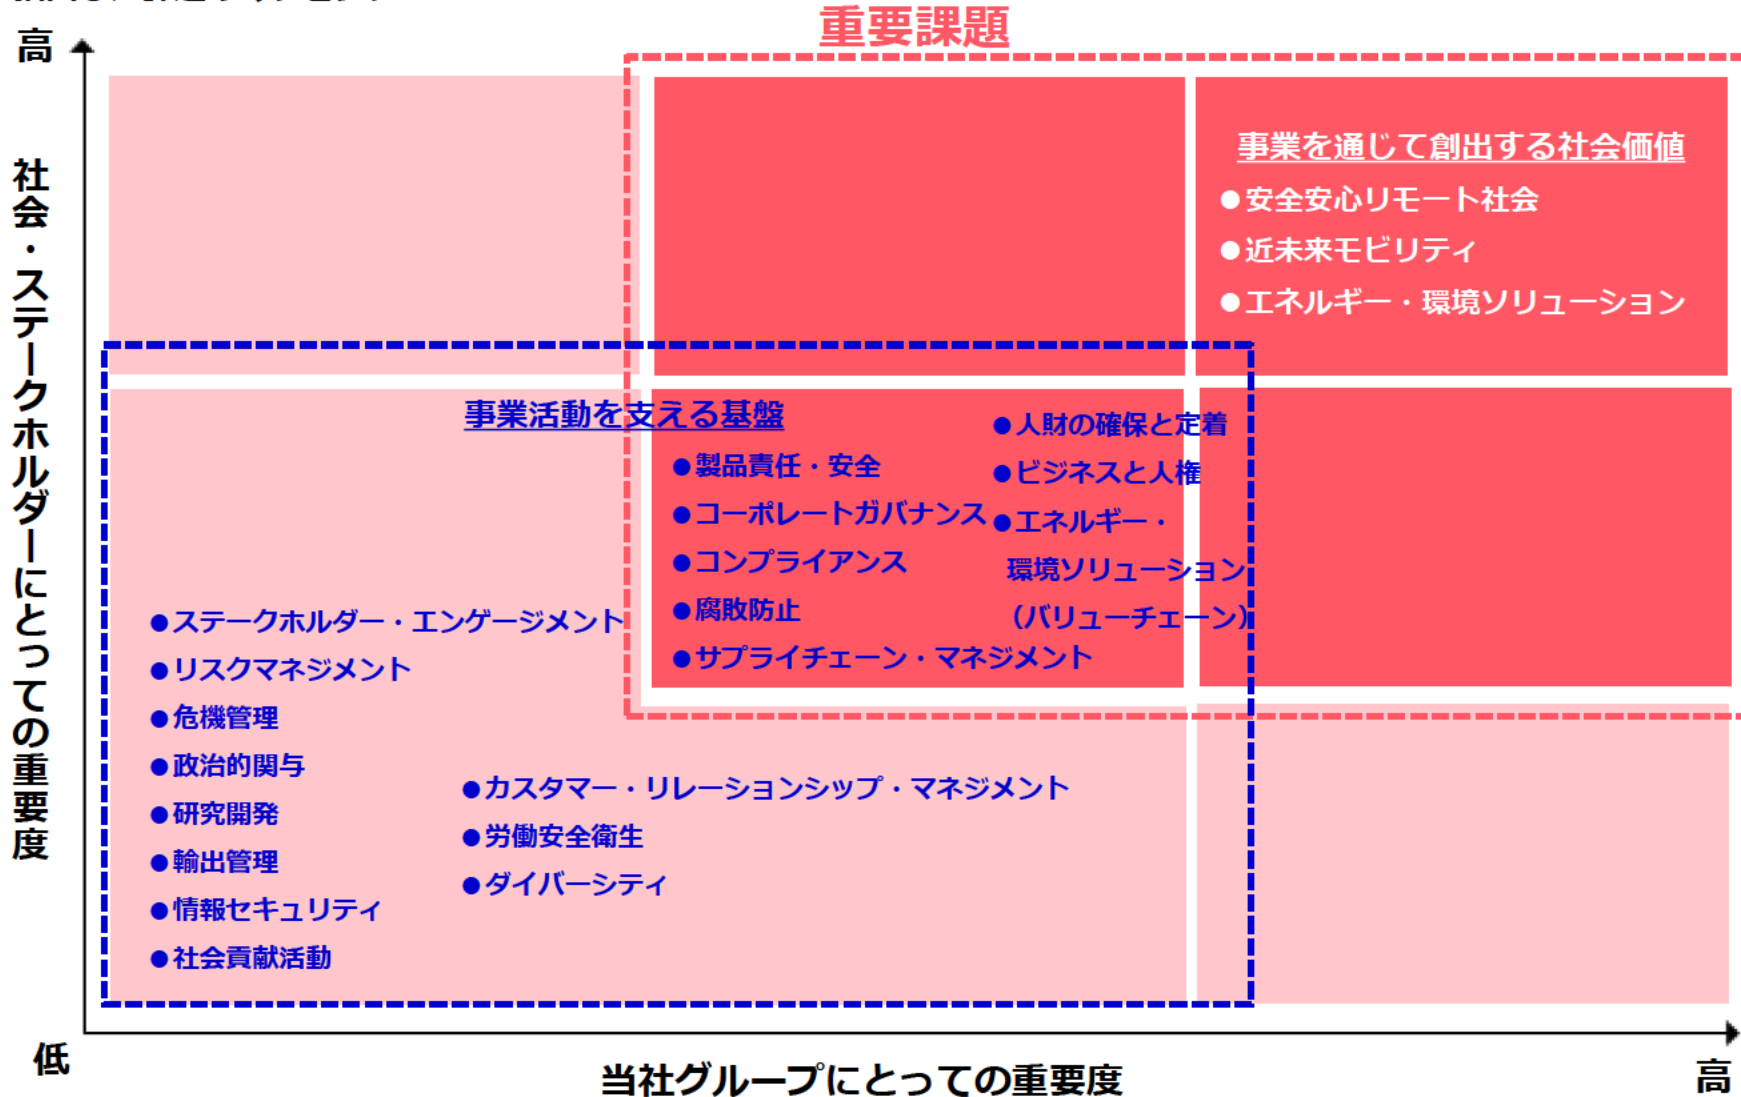 重要課題
高
社会・ステークホルダーにとっての重要度
事業を通じて創出する社会価値
●安全安心リモート社会
●近未来モビリティ
●エネルギー・環境ソリューション
事業活動を支える基盤
●製品責任・安全
●コーポレートガバナンス
●コンプライアンス
●腐敗防止
●サプライチェーン・マネジメント
●人財の確保と定着
●ビジネスと人権
●エネルギー・
環境ソリューション
(バリューチェーン)
●ステークホルダー・エンゲージメント
●リスクマネジメント
●危機管理
●政治的関与
●研究開発
●輸出管理
●情報セキュリティ
●社会貢献活動
●カスタマー・リレーションシップ・マネジメント
●労働安全衛生
●ダイバーシティ
低
当社グループにとっての重要度
高